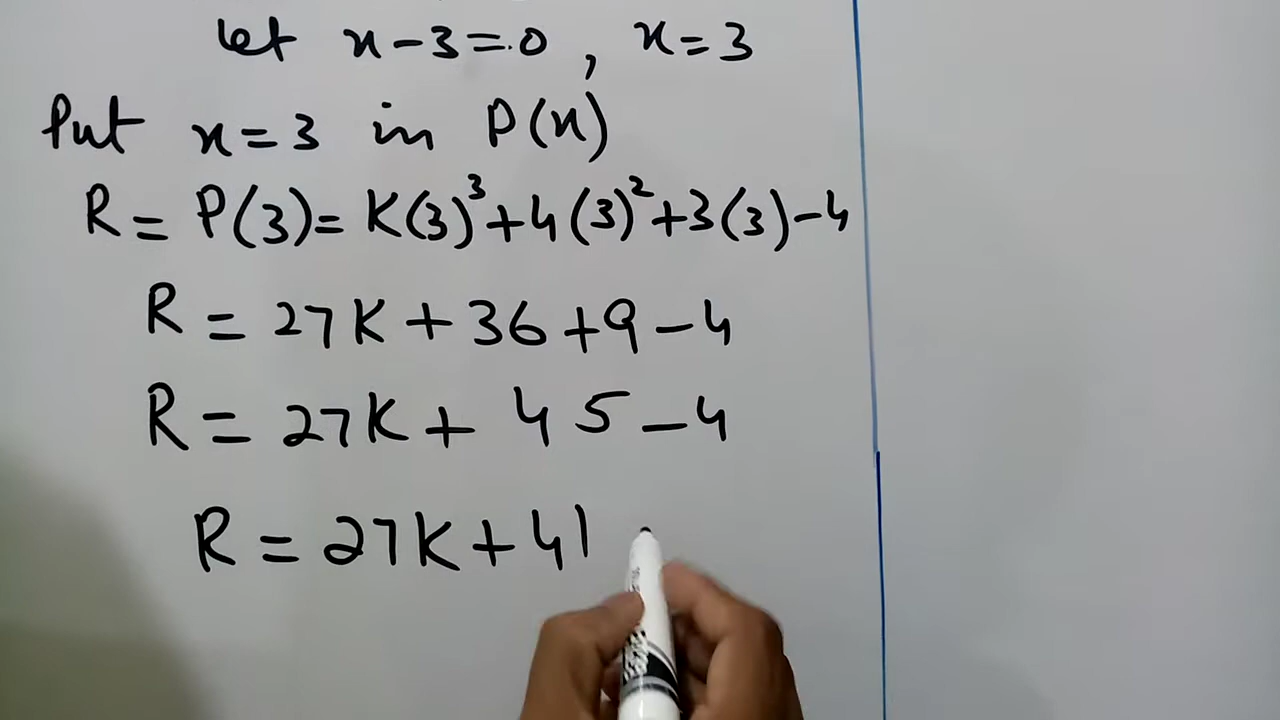 let x-3=0, x=3
Put x=3 in P(x)
R = P(3)= K(3)³+4(3)²+3(3)-4
R = 27K+36+9-4
R = 27K+ 45-4
R = 27K+41